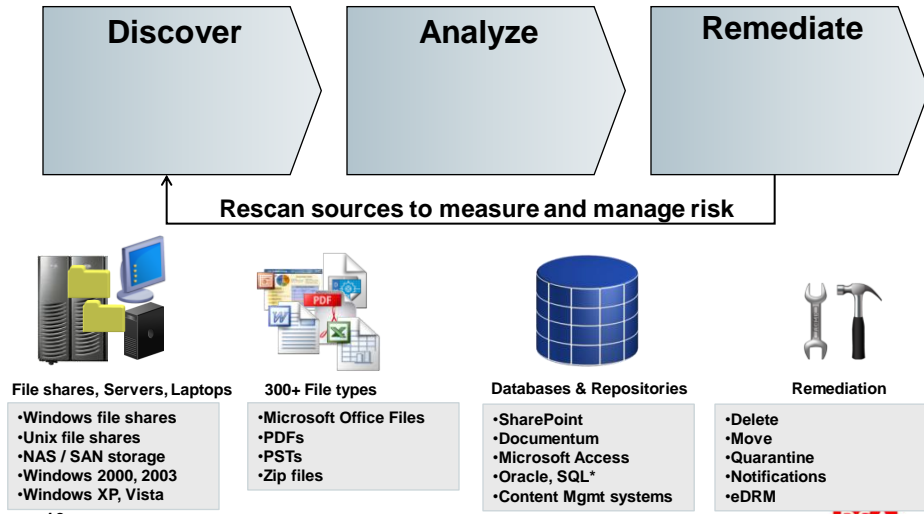 Discover
Analyze
Remediate
Rescan sources to measure and manage risk
PDF
File shares, Servers, Laptops
•Windows file shares
•Unix file shares
•NAS / SAN storage
•Windows 2000, 2003
•Windows XP, Vista
300+ File types
•Microsoft Office Files
•PDFs
•PSTs
•Zip files
Databases & Repositories
•SharePoint
•Documentum
•Microsoft Access
•Oracle, SQL*
•Content Mgmt systems
Remediation
•Delete
•Move
•Quarantine
•Notifications
•eDRM